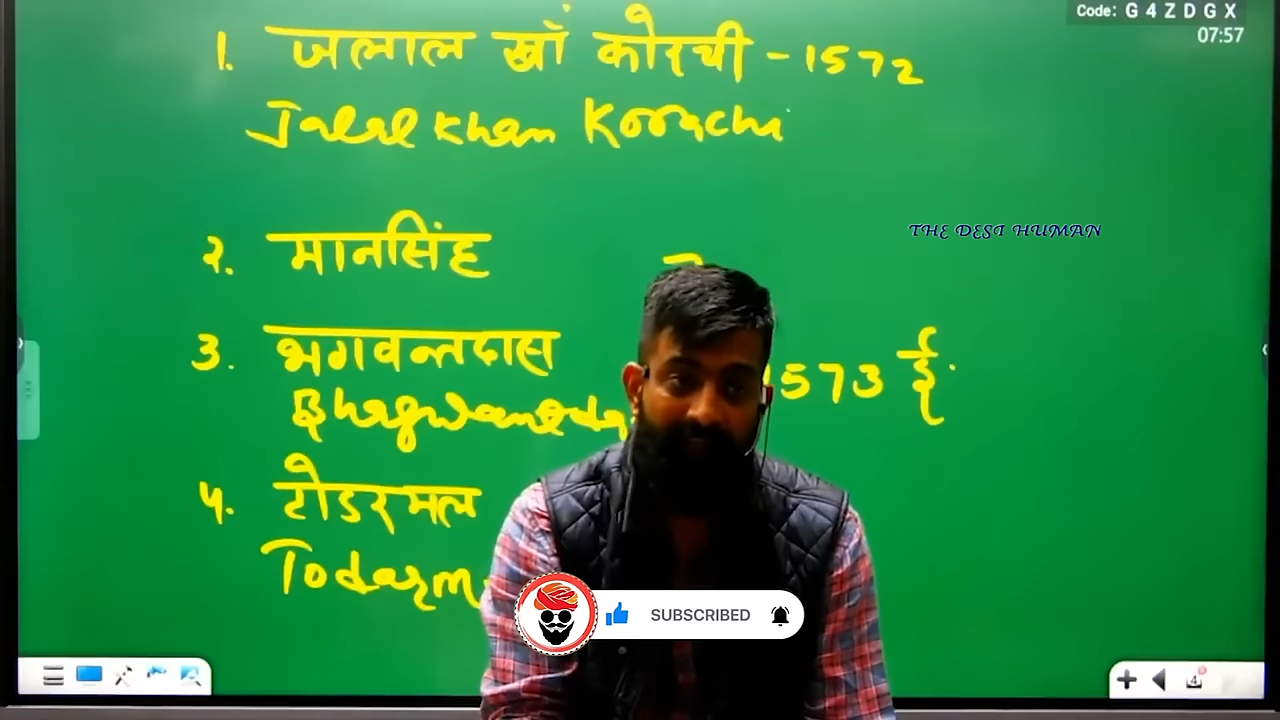 Code: G 4 Z D G X
07:57
1. जलाल खाँ कोरची - 1572
Jalal Khan Korachi
THE DESI HUMAN
2. मानसिंह
3. भगवन्तदास
1573 ई.
4. टोडरमल
SUBSCRIBED